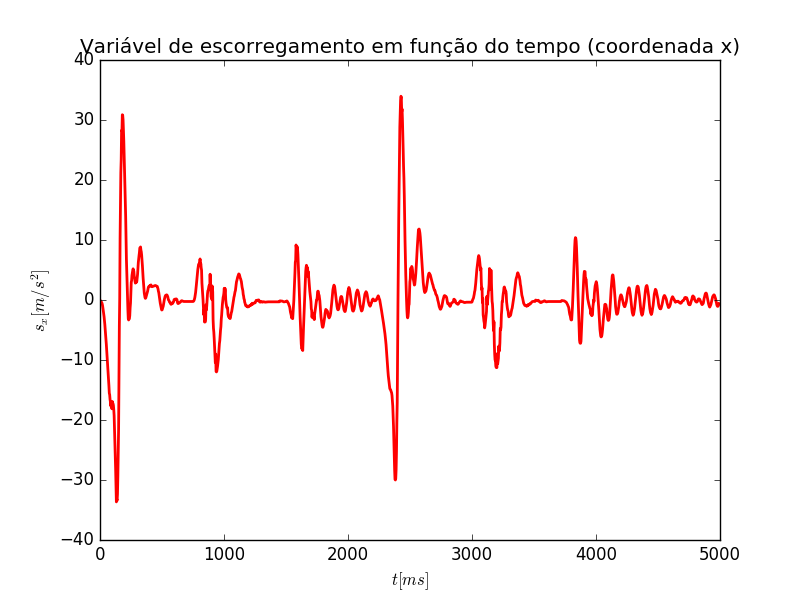 Variável de escorregamento em função do tempo (coordenada x)
40
30
20
10
0
−10
−20
−30
−40
s_x[m/s^2]
0 1000 2000 3000 4000 5000
t[ms]